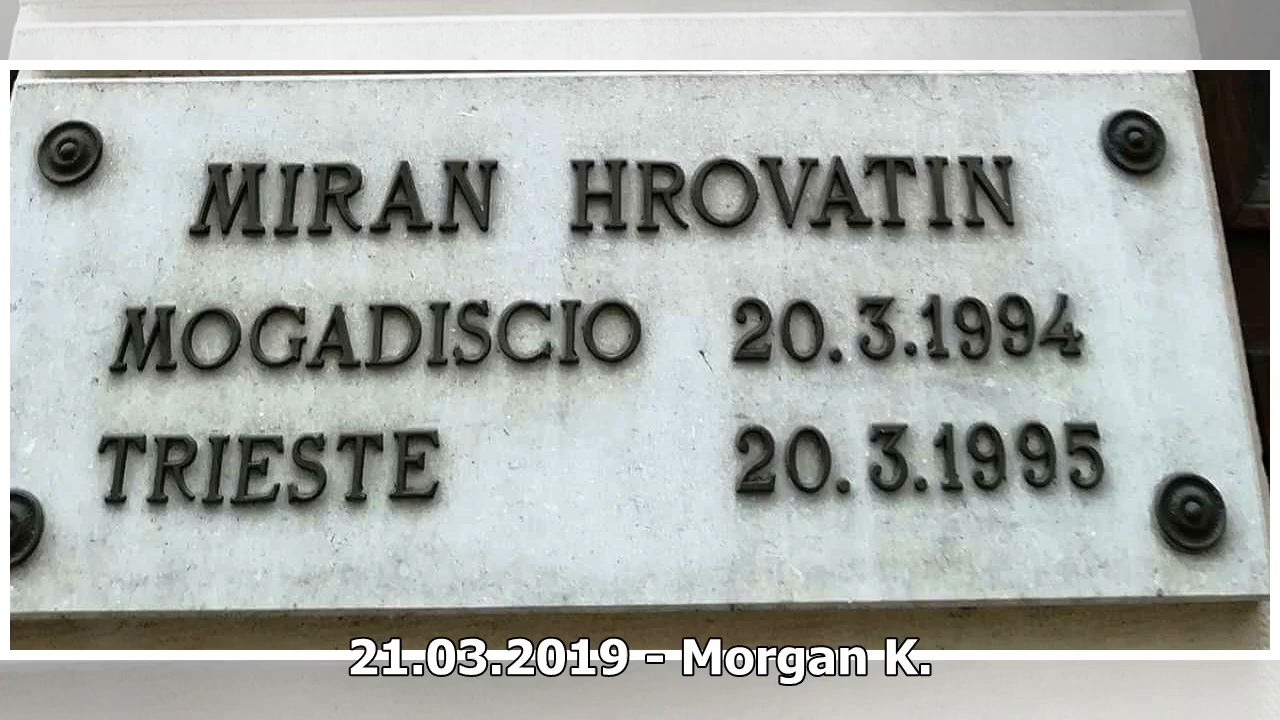 MIRAN HROVATIN
MOGADISCIO 20.3.1994
TRIESTE 20.3.1995
21.03.2019 - Morgan K.